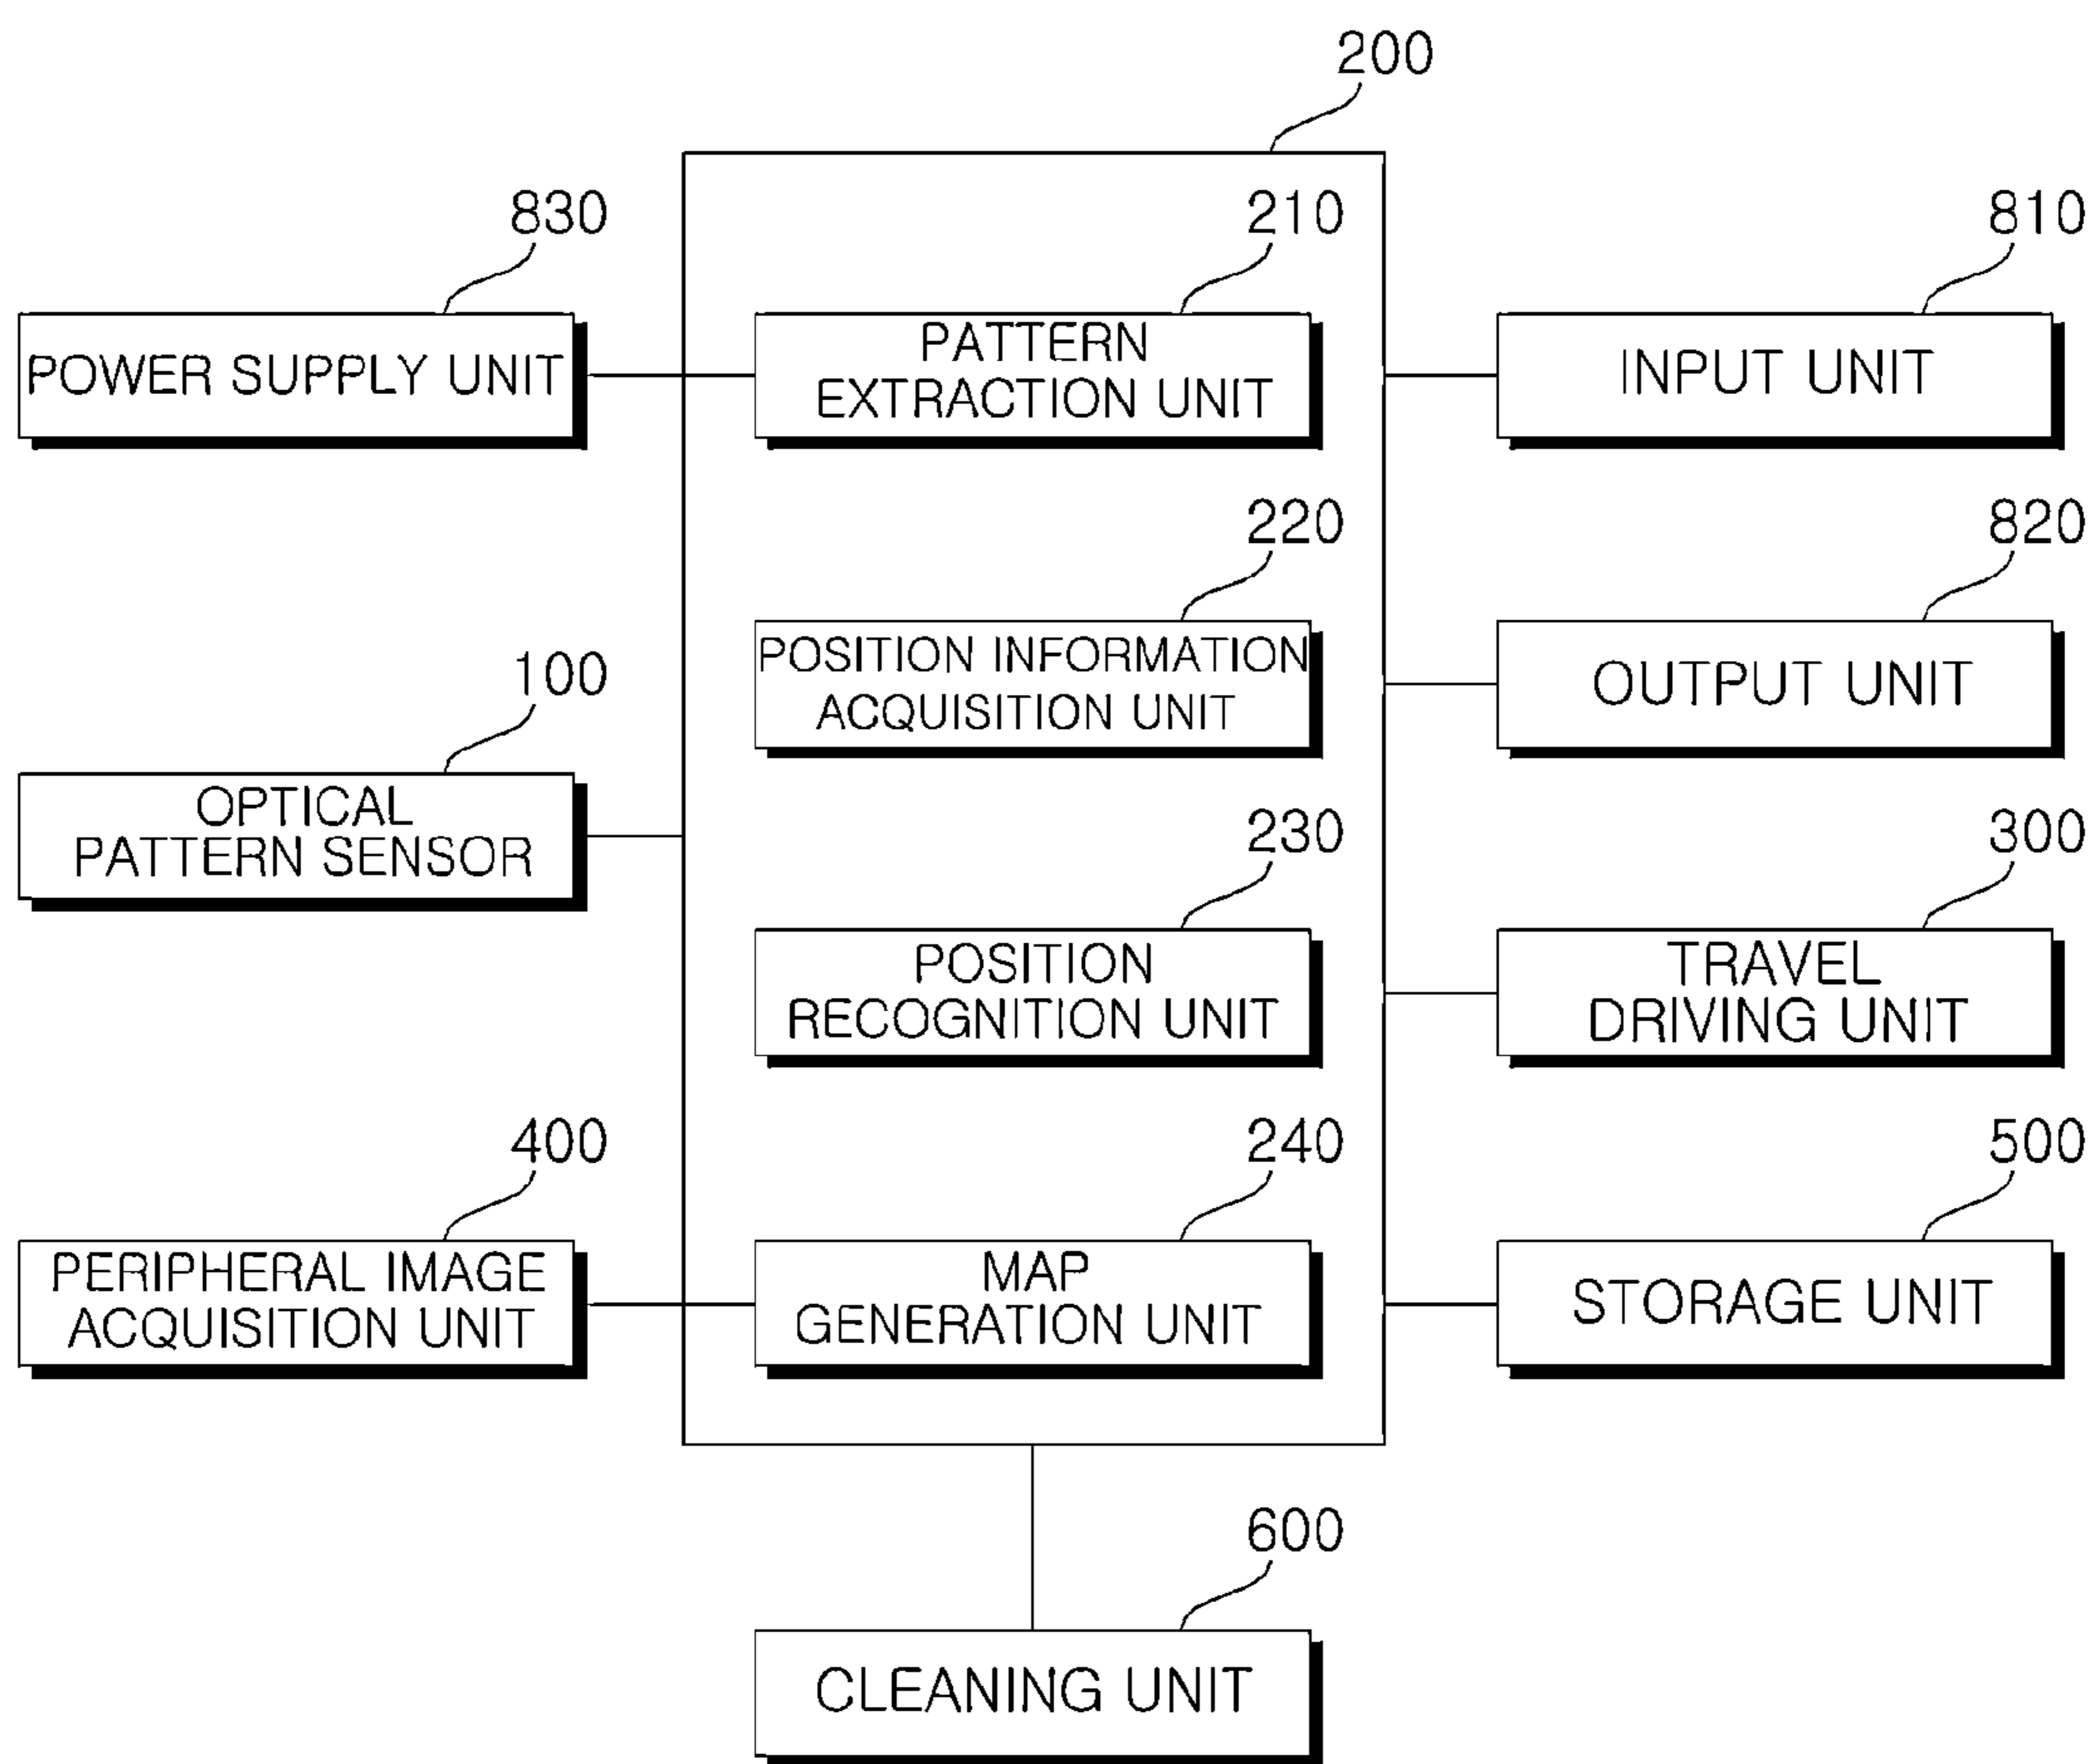 200
830
210
810
POWER SUPPLY UNIT
PATTERN
EXTRACTION UNIT
INPUT UNIT
220
820
POSITION INFORMATION
ACQUISITION UNIT
OUTPUT UNIT
100
OPTICAL
PATTERN SENSOR
230
300
POSITION
RECOGNITION UNIT
TRAVEL
DRIVING UNIT
400
240
500
PERIPHERAL IMAGE
ACQUISITION UNIT
MAP
GENERATION UNIT
STORAGE UNIT
600
CLEANING UNIT